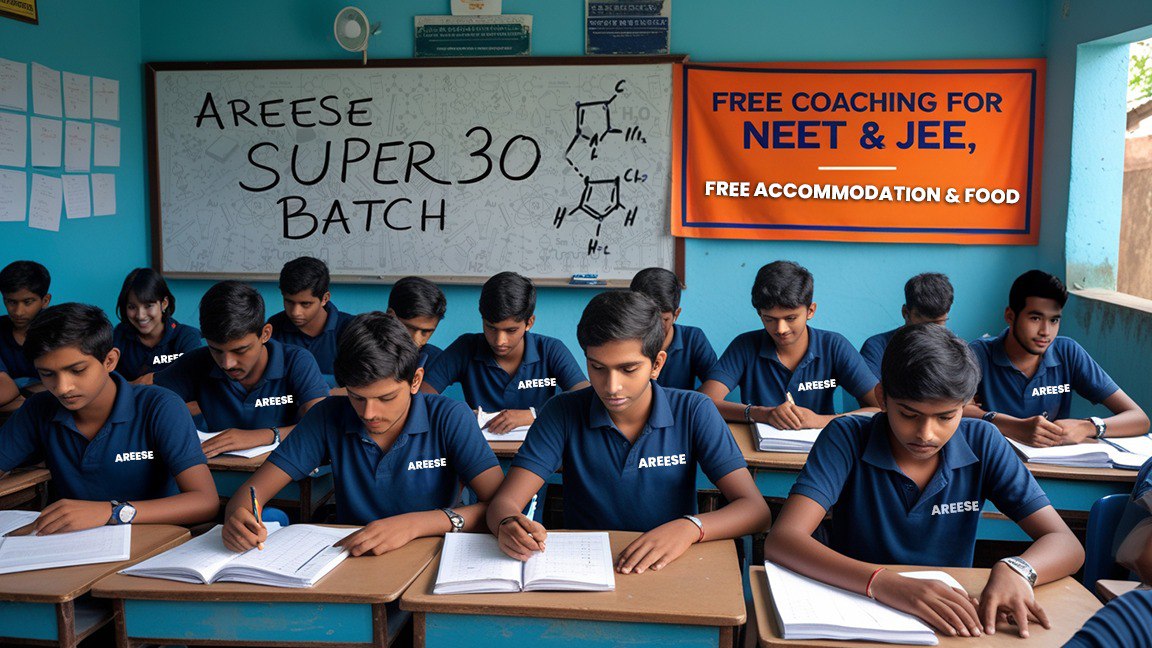 AREESE
SUPER 30
BATCH
C
H
H
FREE COACHING FOR
NEET & JEE,
FREE ACCOMMODATION & FOOD
AREESE
AREESE
AREESE
AREESE
AREESE
AREESE
AREESE
AREESE
AREESE